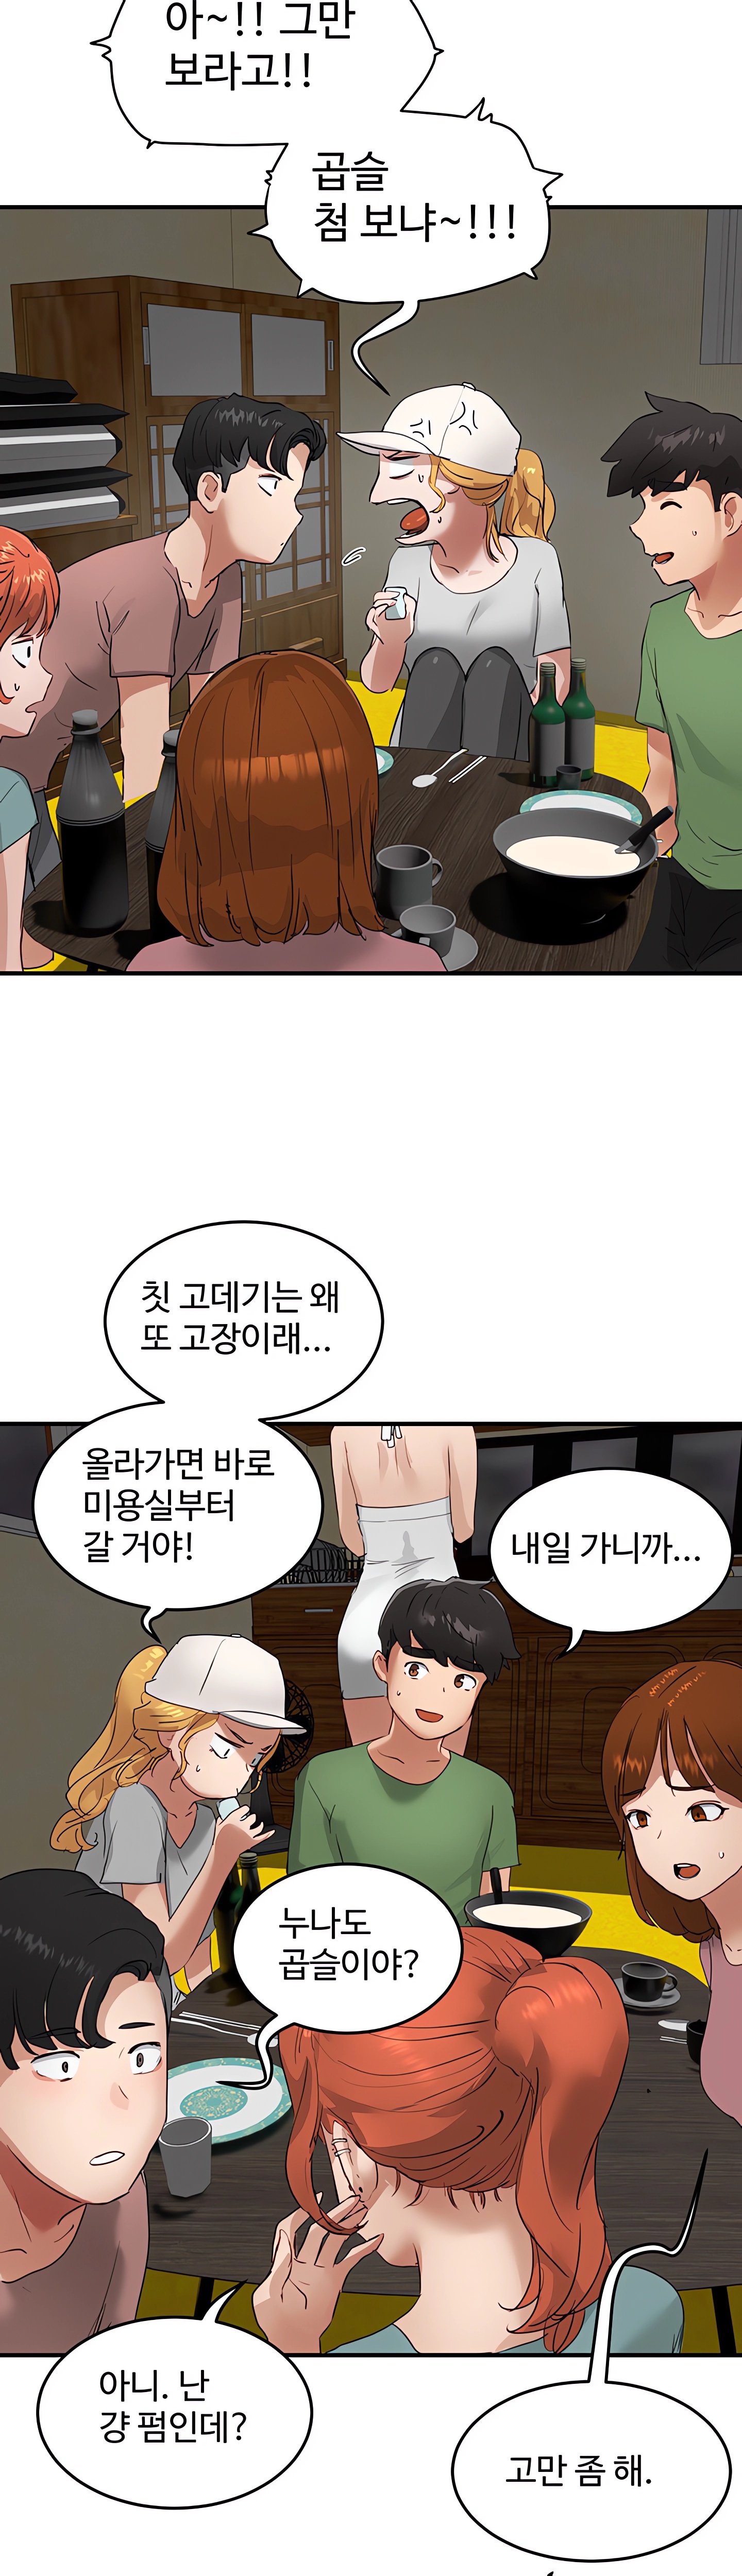 아~!! 그만
보라고!!
곱슬
첨 보냐~!!!
칫 고데기는 왜
또 고장이래...
올라가면 바로
미용실부터
갈 거야!
내일 가니까...
누나도
곱슬이야?
아니. 난
걍 펌인데?
고만 좀 해.